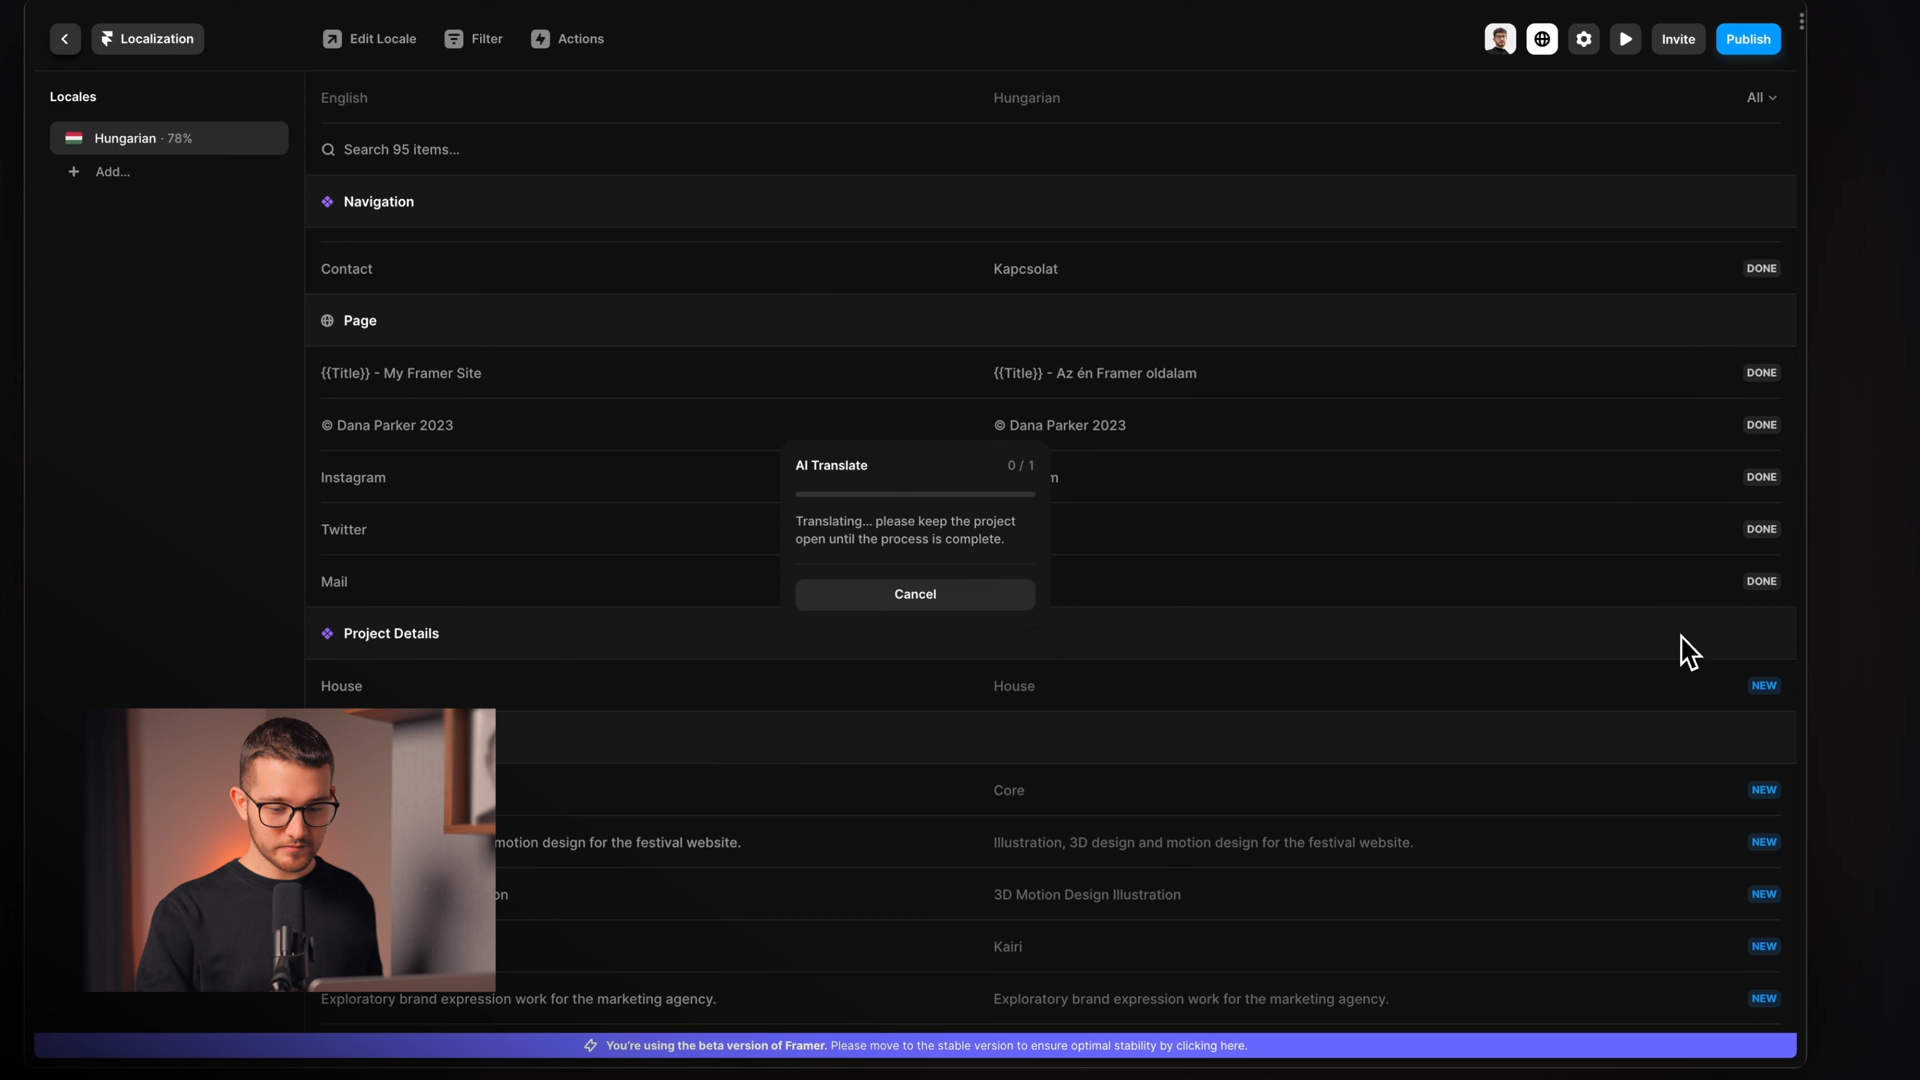 Localization
Edit Locale
Filter
Actions
Invite
Publish
Locales
English
Hungarian
All
Hungarian · 78%
Search 95 items...
Add...
Navigation
Contact
Kapcsolat
DONE
Page
{{Title}} - My Framer Site
{{Title}} - Az én Framer oldalam
DONE
© Dana Parker 2023
© Dana Parker 2023
DONE
AI Translate
0 / 1
Instagram
m
DONE
Translating... please keep the project
open until the process is complete.
Twitter
DONE
Mail
DONE
Cancel
Project Details
House
House
NEW
Core
NEW
motion design for the festival website.
Illustration, 3D design and motion design for the festival website.
NEW
on
3D Motion Design Illustration
NEW
Kairi
NEW
Exploratory brand expression work for the marketing agency.
Exploratory brand expression work for the marketing agency.
NEW
You're using the beta version of Framer. Please move to the stable version to ensure optimal stability by clicking here.